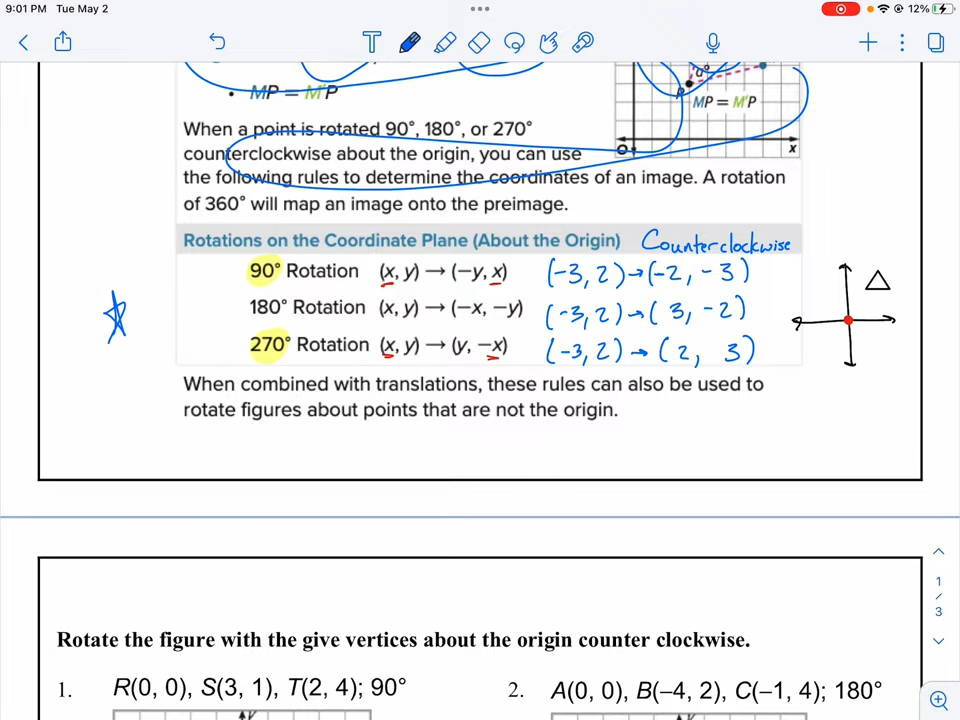 9:01 PM Tue May 2
12%
T
• MP = M'P
a°
P
MP = M'P
O
x
When a point is rotated 90°, 180°, or 270°
counterclockwise about the origin, you can use
the following rules to determine the coordinates of an image. A rotation
of 360° will map an image onto the preimage.
Rotations on the Coordinate Plane (About the Origin) Counterclockwise
90° Rotation (x, y) → (−y, x) (-3, 2) → (-2, -3)
180° Rotation (x, y) → (−x, −y) (-3, 2) → (3, -2)
270° Rotation (x, y) → (y, −x) (-3, 2) → (2, 3)
When combined with translations, these rules can also be used to
rotate figures about points that are not the origin.
1
/
3
Rotate the figure with the give vertices about the origin counter clockwise.
1. R(0, 0), S(3, 1), T(2, 4); 90°
2. A(0, 0), B(–4, 2), C(–1, 4); 180°
y
y